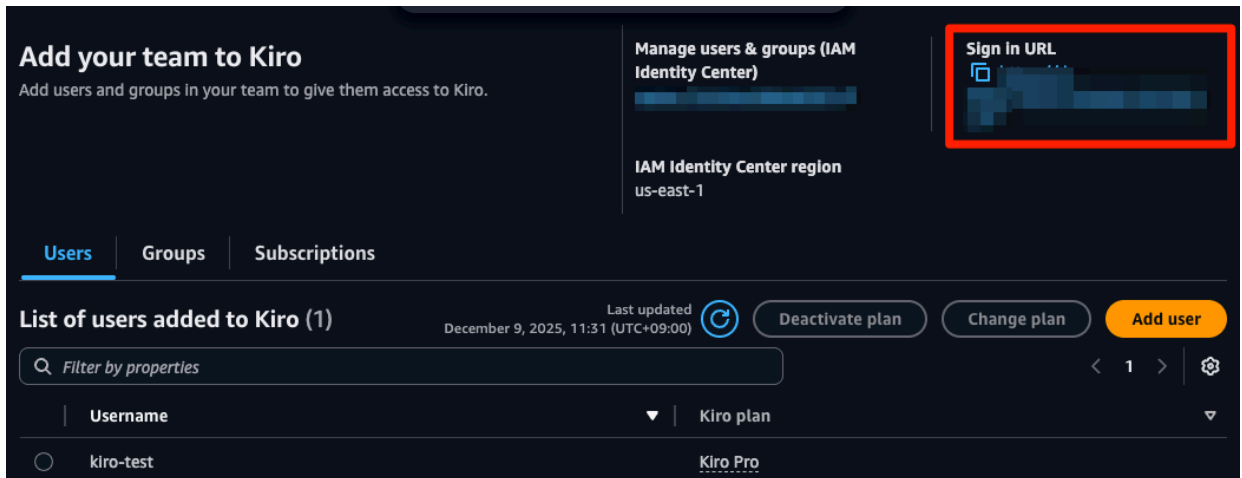 Add your team to Kiro
Add users and groups in your team to give them access to Kiro.
Manage users & groups (IAM
Identity Center)
IAM Identity Center region
us-east-1
Sign in URL
Users
Groups
Subscriptions
List of users added to Kiro (1)
Last updated
December 9, 2025, 11:31 (UTC+09:00)
Deactivate plan
Change plan
Add user
Filter by properties
1
Username
Kiro plan
kiro-test
Kiro Pro